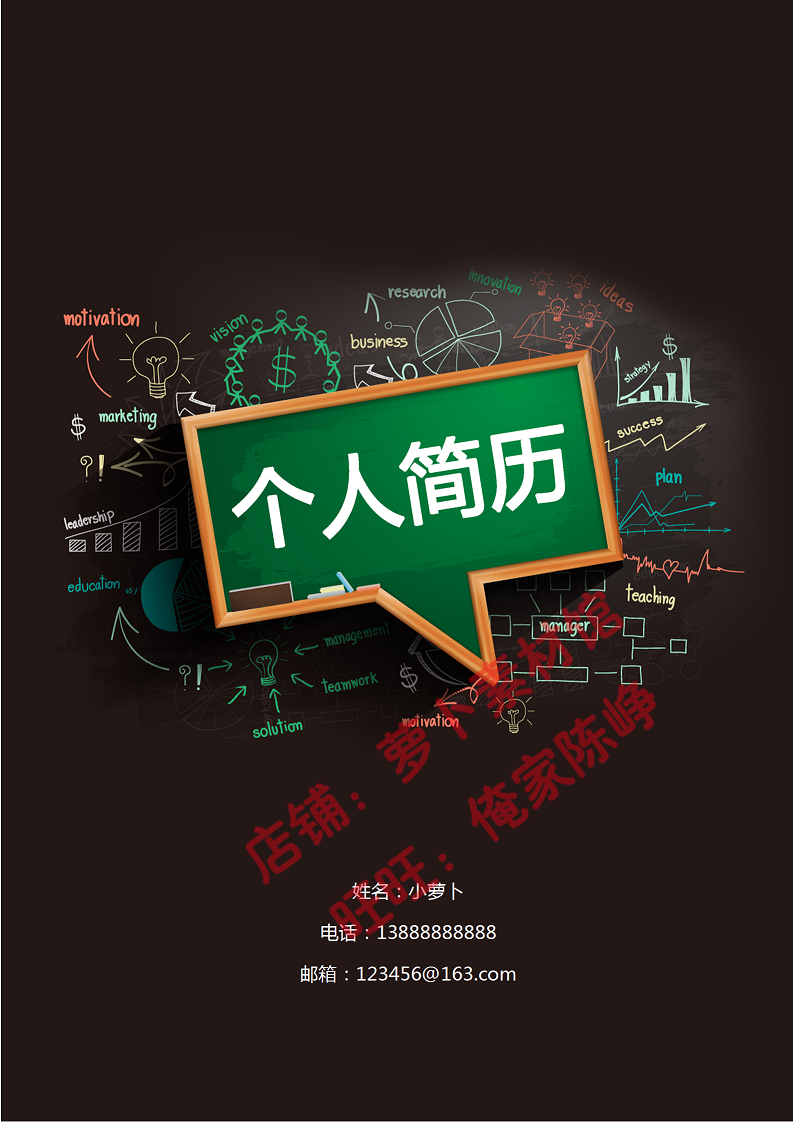 innovation
research
ideas
motivation
vision
business
$
$
strategy
marketing
$
success
?!
个人简历
plan
leadership
education 45%
teaching
manager
management
?!
teamwork
$
motivation
solution
店铺：萝卜素材馆
旺旺：俺家陈峥
姓名：小萝卜
电话：13888888888
邮箱：123456@163.com